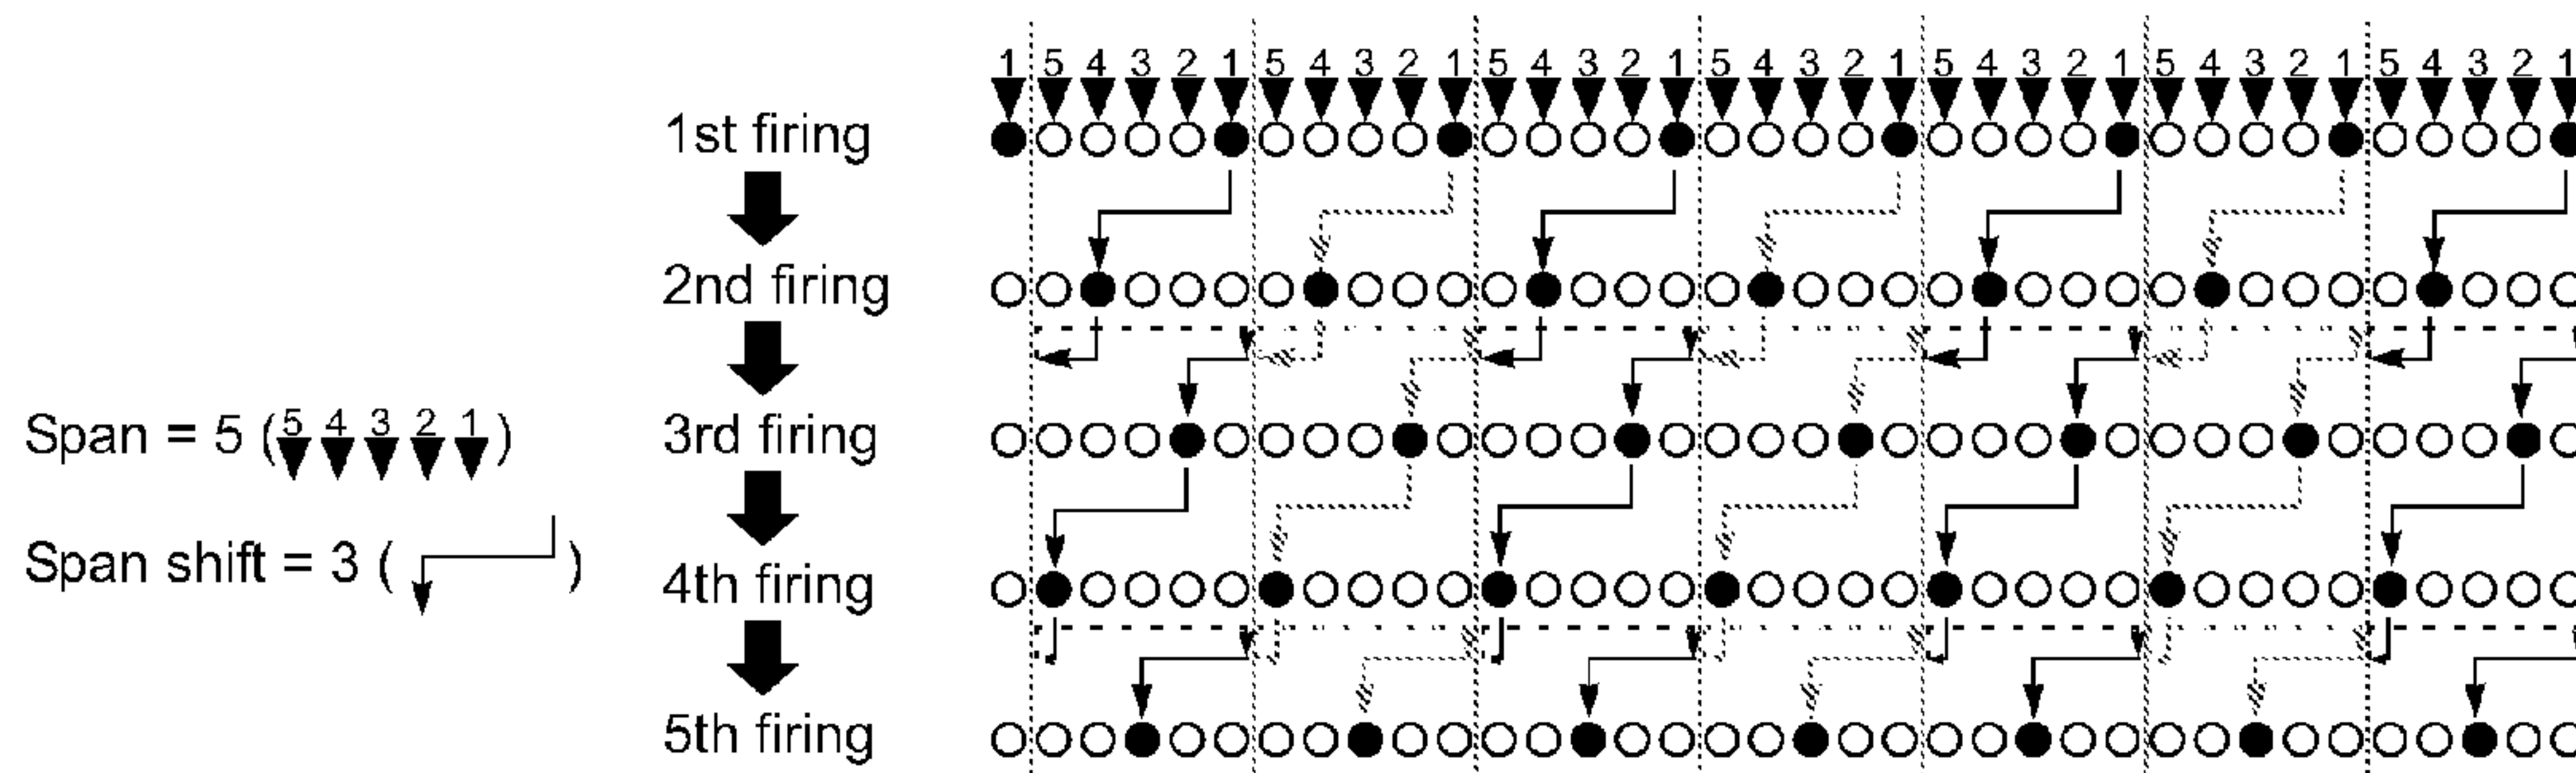 1 5 4 3 2 1 5 4 3 2 1 5 4 3 2 1 5 4 3 2 1 5 4 3 2 1 5 4 3 2 1 5 4 3 2 1
1st firing
2nd firing
3rd firing
4th firing
5th firing
Span = 5 (5 4 3 2 1)
Span shift = 3 ( )